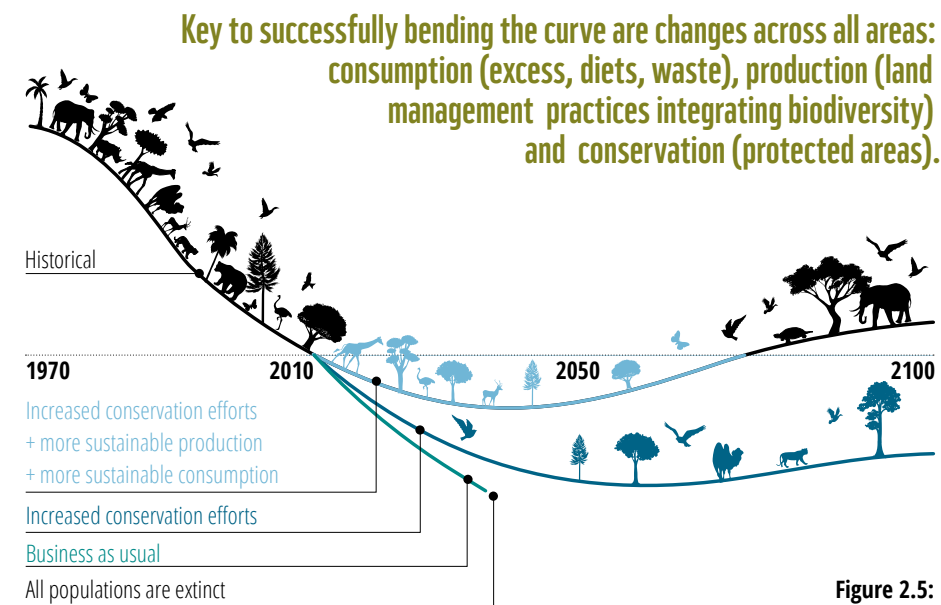 Key to successfully bending the curve are changes across all areas:
consumption (excess, diets, waste), production (land
management practices integrating biodiversity)
and conservation (protected areas).
Historical
1970 2010 2050 2100
Increased conservation efforts
+ more sustainable production
+ more sustainable consumption
Increased conservation efforts
Business as usual
All populations are extinct
Figure 2.5: